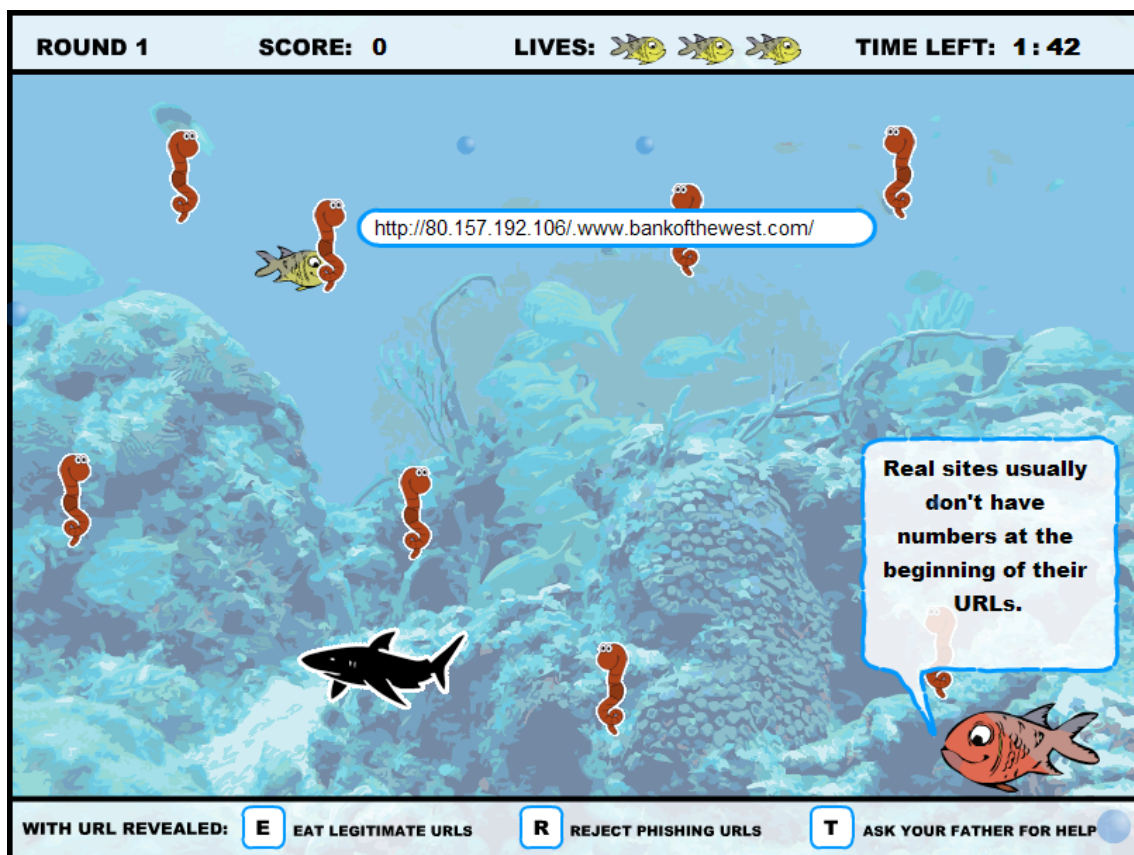 ROUND 1 SCORE: 0 LIVES: TIME LEFT: 1:42
http://80.157.192.106/.www.bankofthewest.com/
Real sites usually
don't have
numbers at the
beginning of their
URLs.
WITH URL REVEALED: E EAT LEGITIMATE URLS R REJECT PHISHING URLS T ASK YOUR FATHER FOR HELP